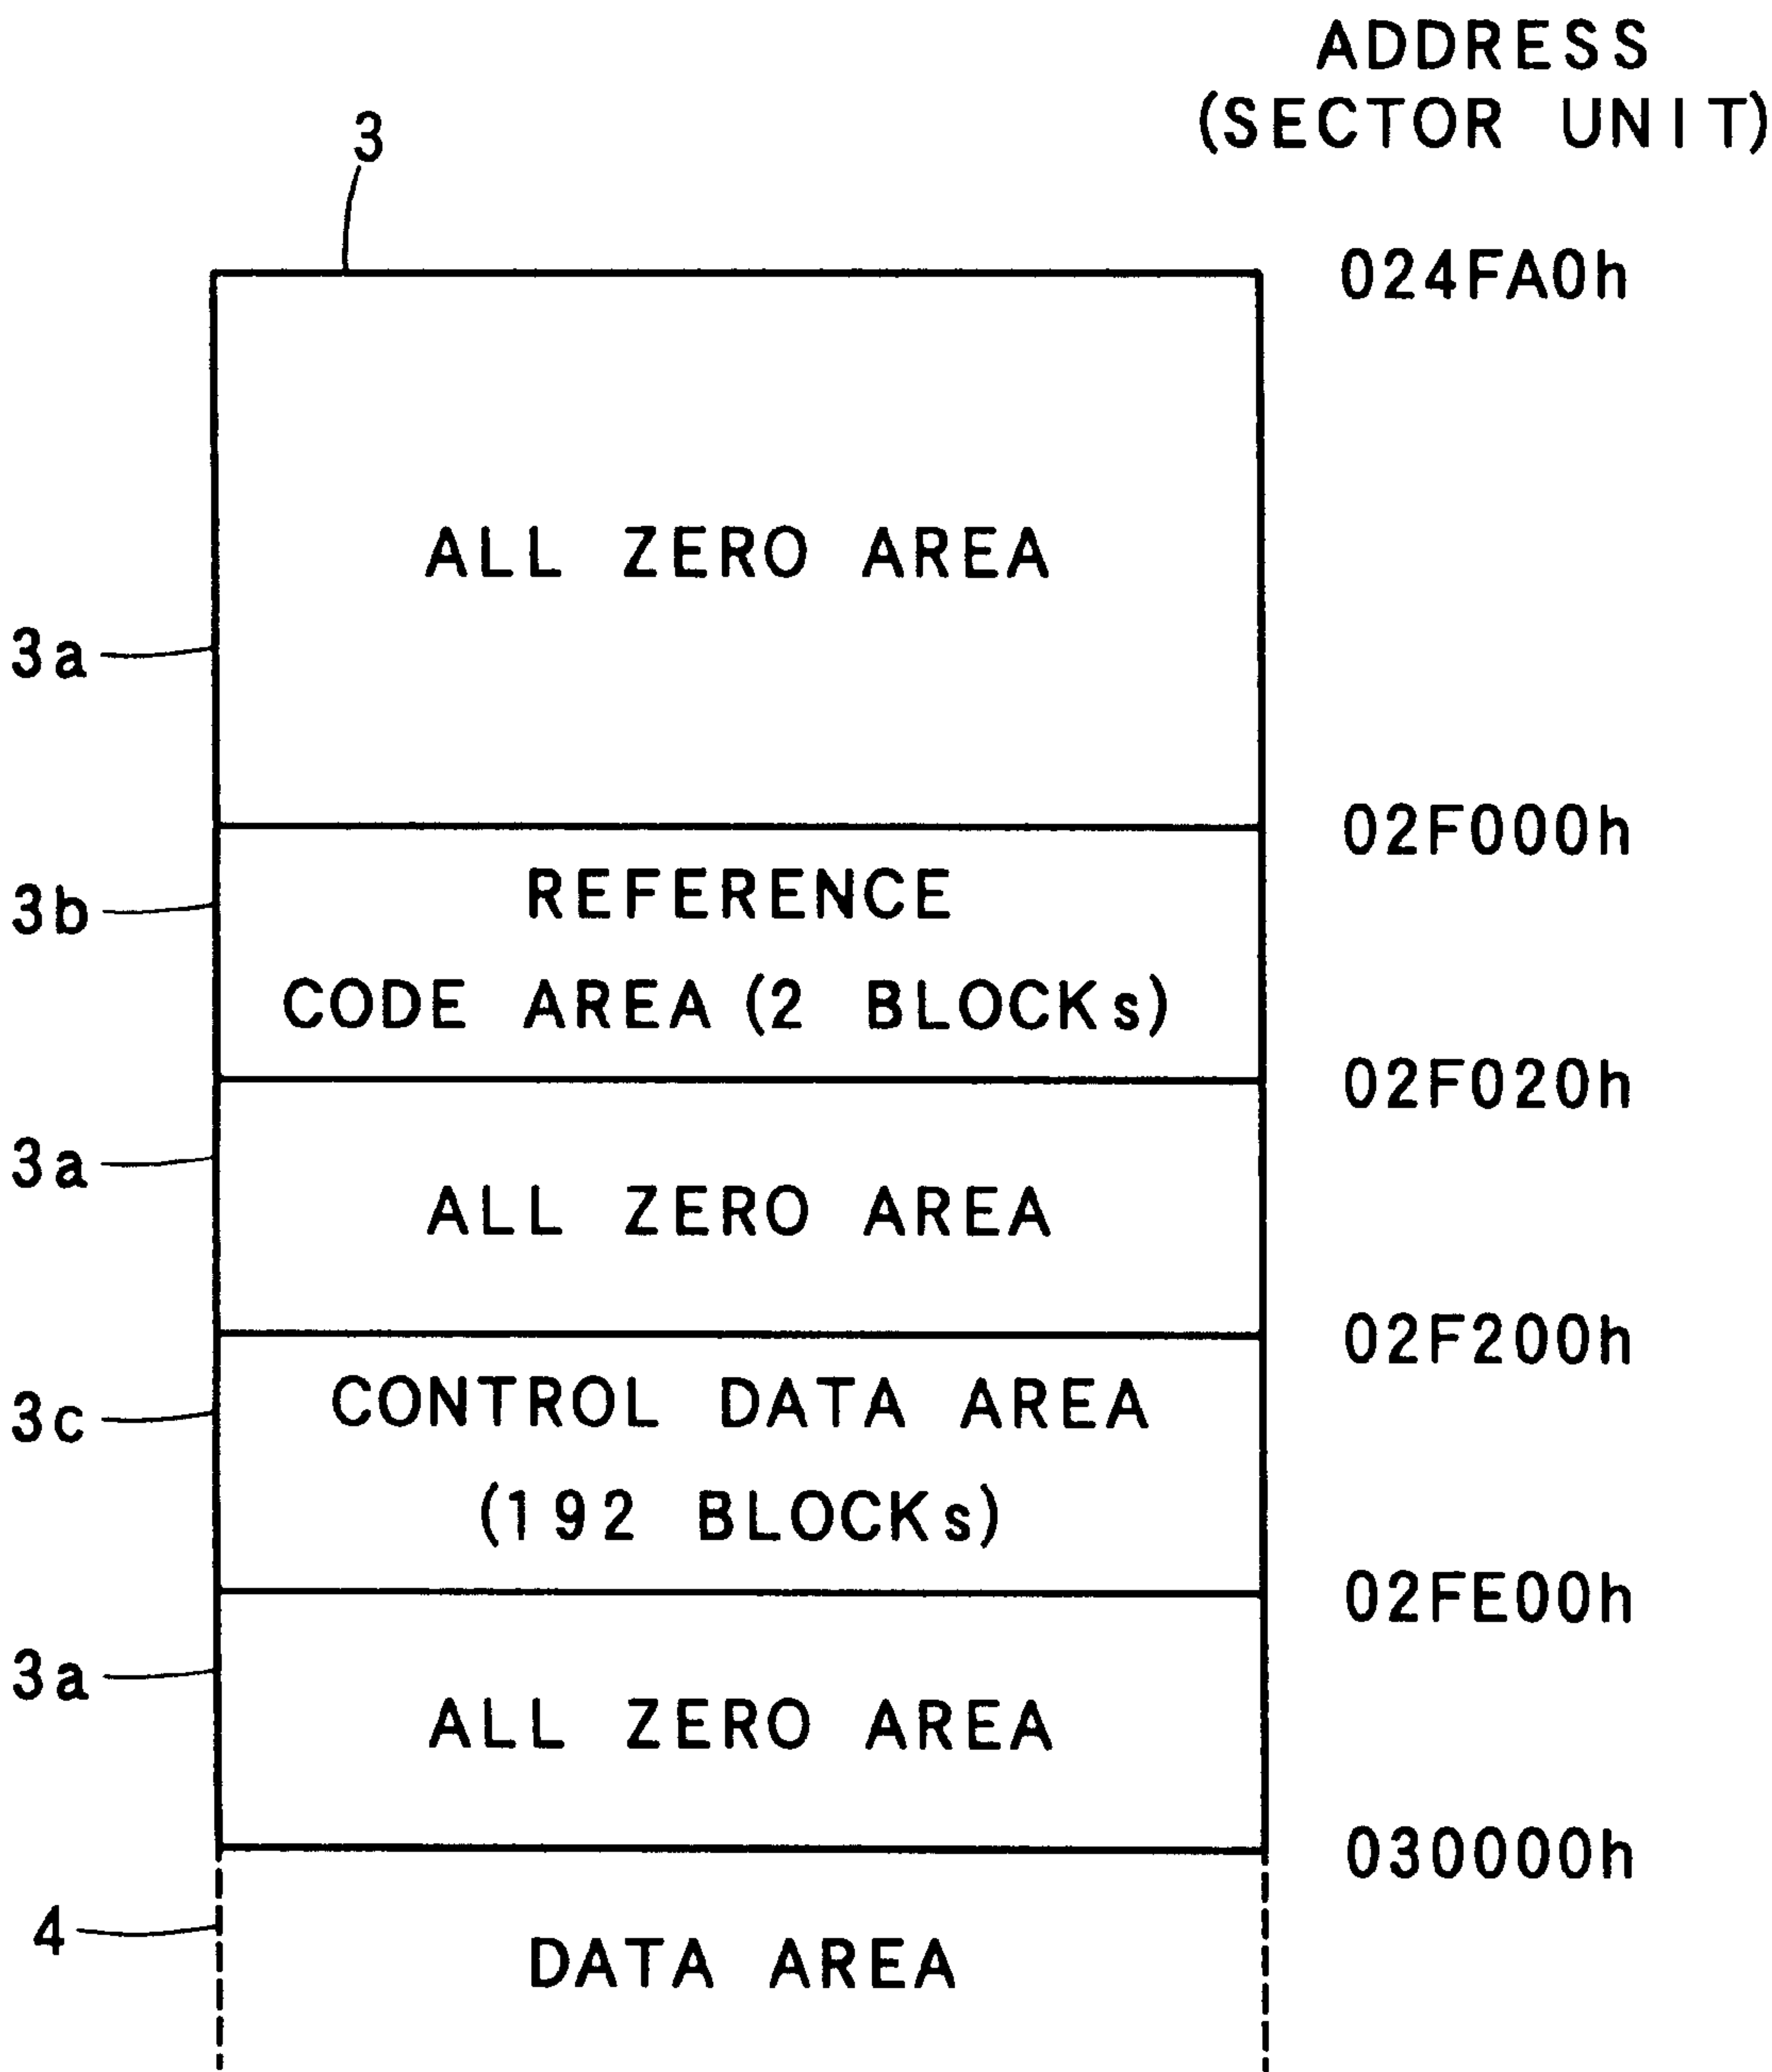 ADDRESS
(SECTOR UNIT)
3
024FA0h
ALL ZERO AREA
3a
02F000h
3b
REFERENCE
CODE AREA (2 BLOCKs)
02F020h
3a
ALL ZERO AREA
02F200h
3c
CONTROL DATA AREA
(192 BLOCKs)
02FE00h
3a
ALL ZERO AREA
030000h
4
DATA AREA